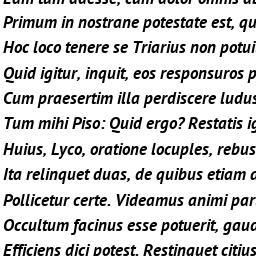 Eam tum adesse, cum dolor omnis ab
Primum in nostrane potestate est, qu
Hoc loco tenere se Triarius non potui
Quid igitur, inquit, eos responsuros p
Cum praesertim illa perdiscere ludus
Tum mihi Piso: Quid ergo? Restatis ig
Huius, Lyco, oratione locuples, rebus
Ita relinquet duas, de quibus etiam a
Pollicetur certe. Videamus animi par
Occultum facinus esse potuerit, gaud
Efficiens dici potest. Restinguet citius